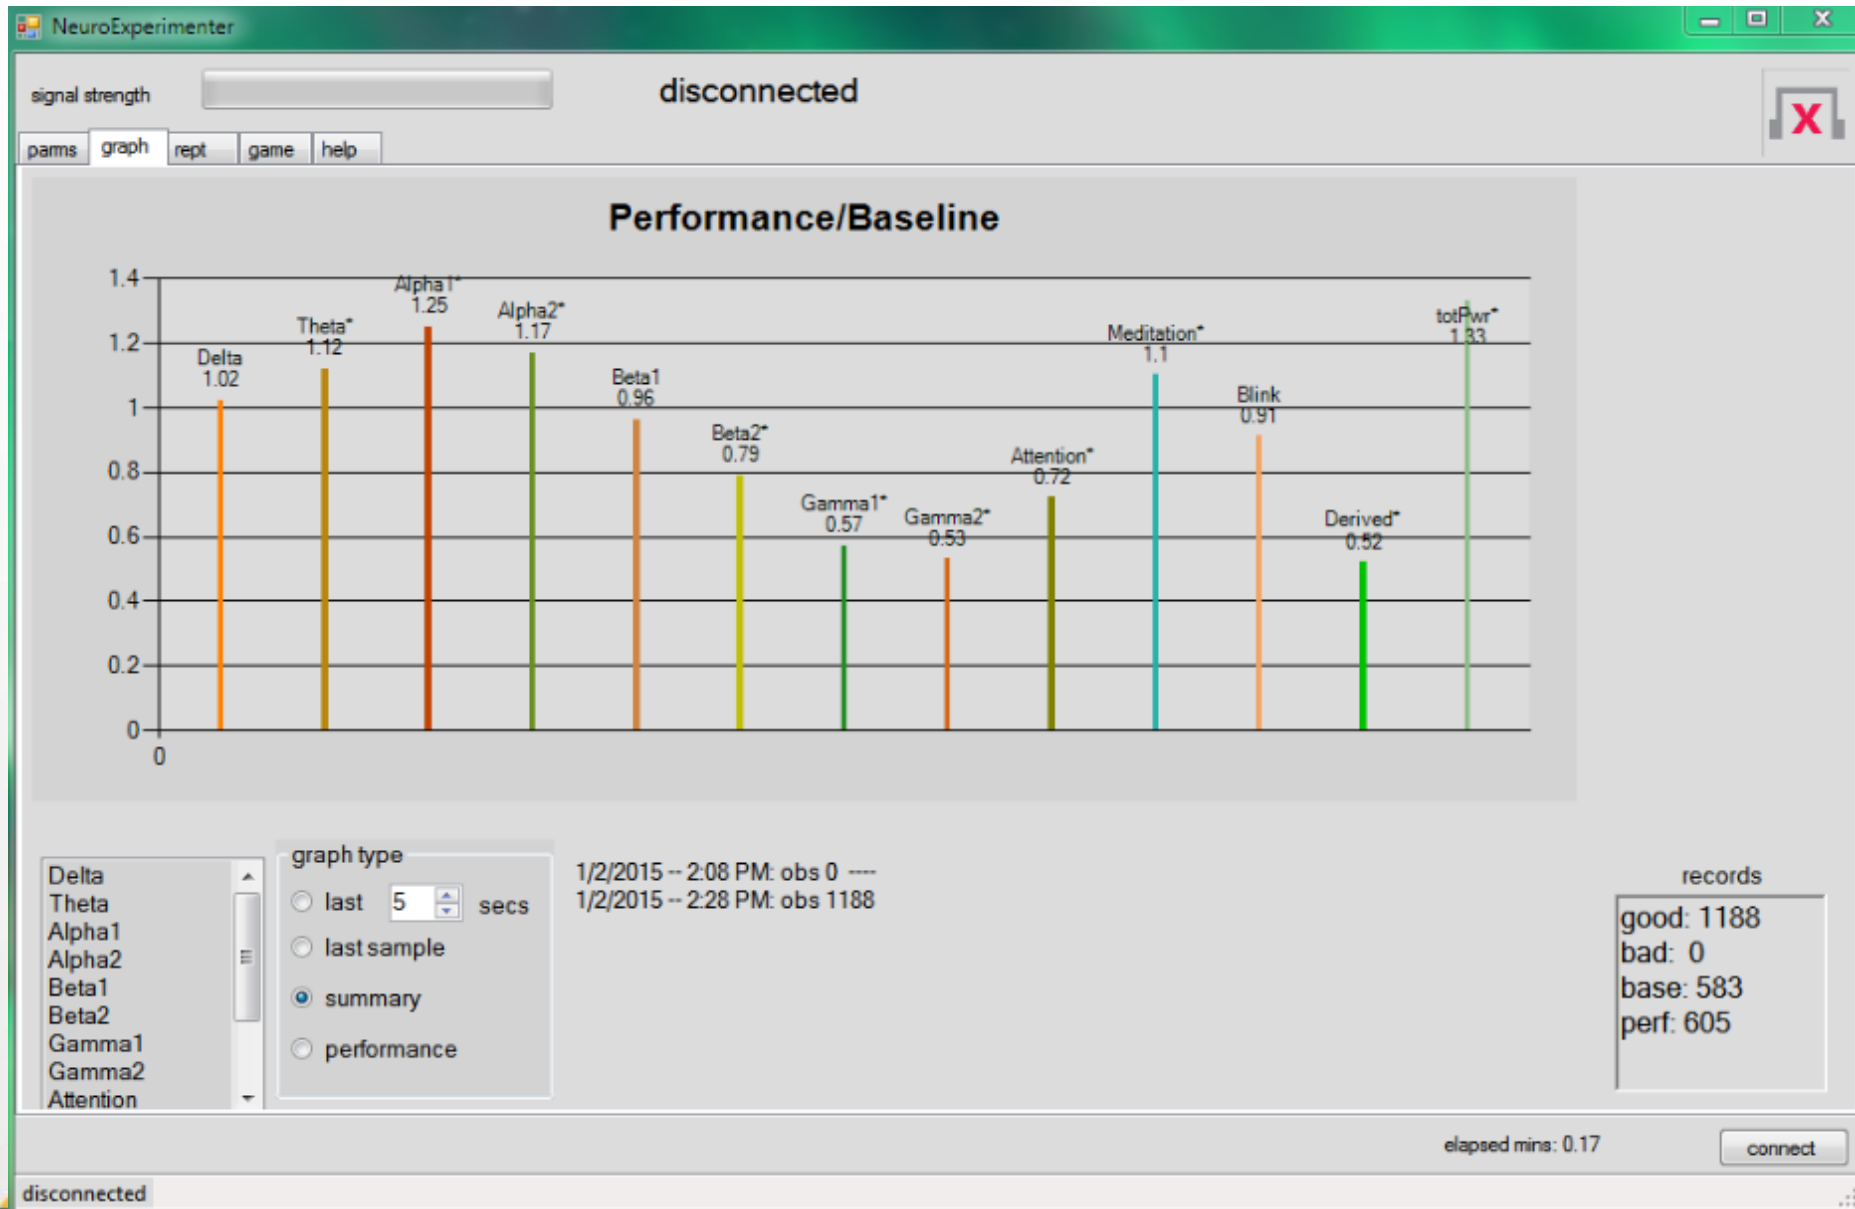 NeuroExperimenter
signal strength
disconnected
X
parms graph rept game help
Performance/Baseline
1.4
1.2
1
0.8
0.6
0.4
0.2
0
0
Delta
1.02
Theta*
1.12
Alpha1*
1.25
Alpha2*
1.17
Beta1
0.96
Beta2*
0.79
Gamma1*
0.57
Gamma2*
0.53
Attention*
0.72
Meditation*
1.1
Blink
0.91
Derived*
0.52
totPwr*
1.33
Delta
Theta
Alpha1
Alpha2
Beta1
Beta2
Gamma1
Gamma2
Attention
graph type
last 5 secs
last sample
summary
performance
1/2/2015 -- 2:08 PM: obs 0 ----
1/2/2015 -- 2:28 PM: obs 1188
records
good: 1188
bad: 0
base: 583
perf: 605
elapsed mins: 0.17
connect
disconnected